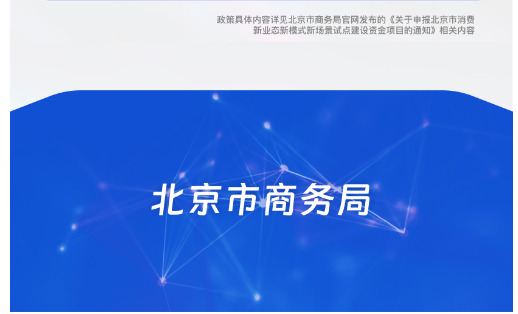 政策具体内容详见北京市商务局官网发布的《关于申报北京市消费
新业态新模式新场景试点建设资金项目的通知》相关内容
北京市商务局